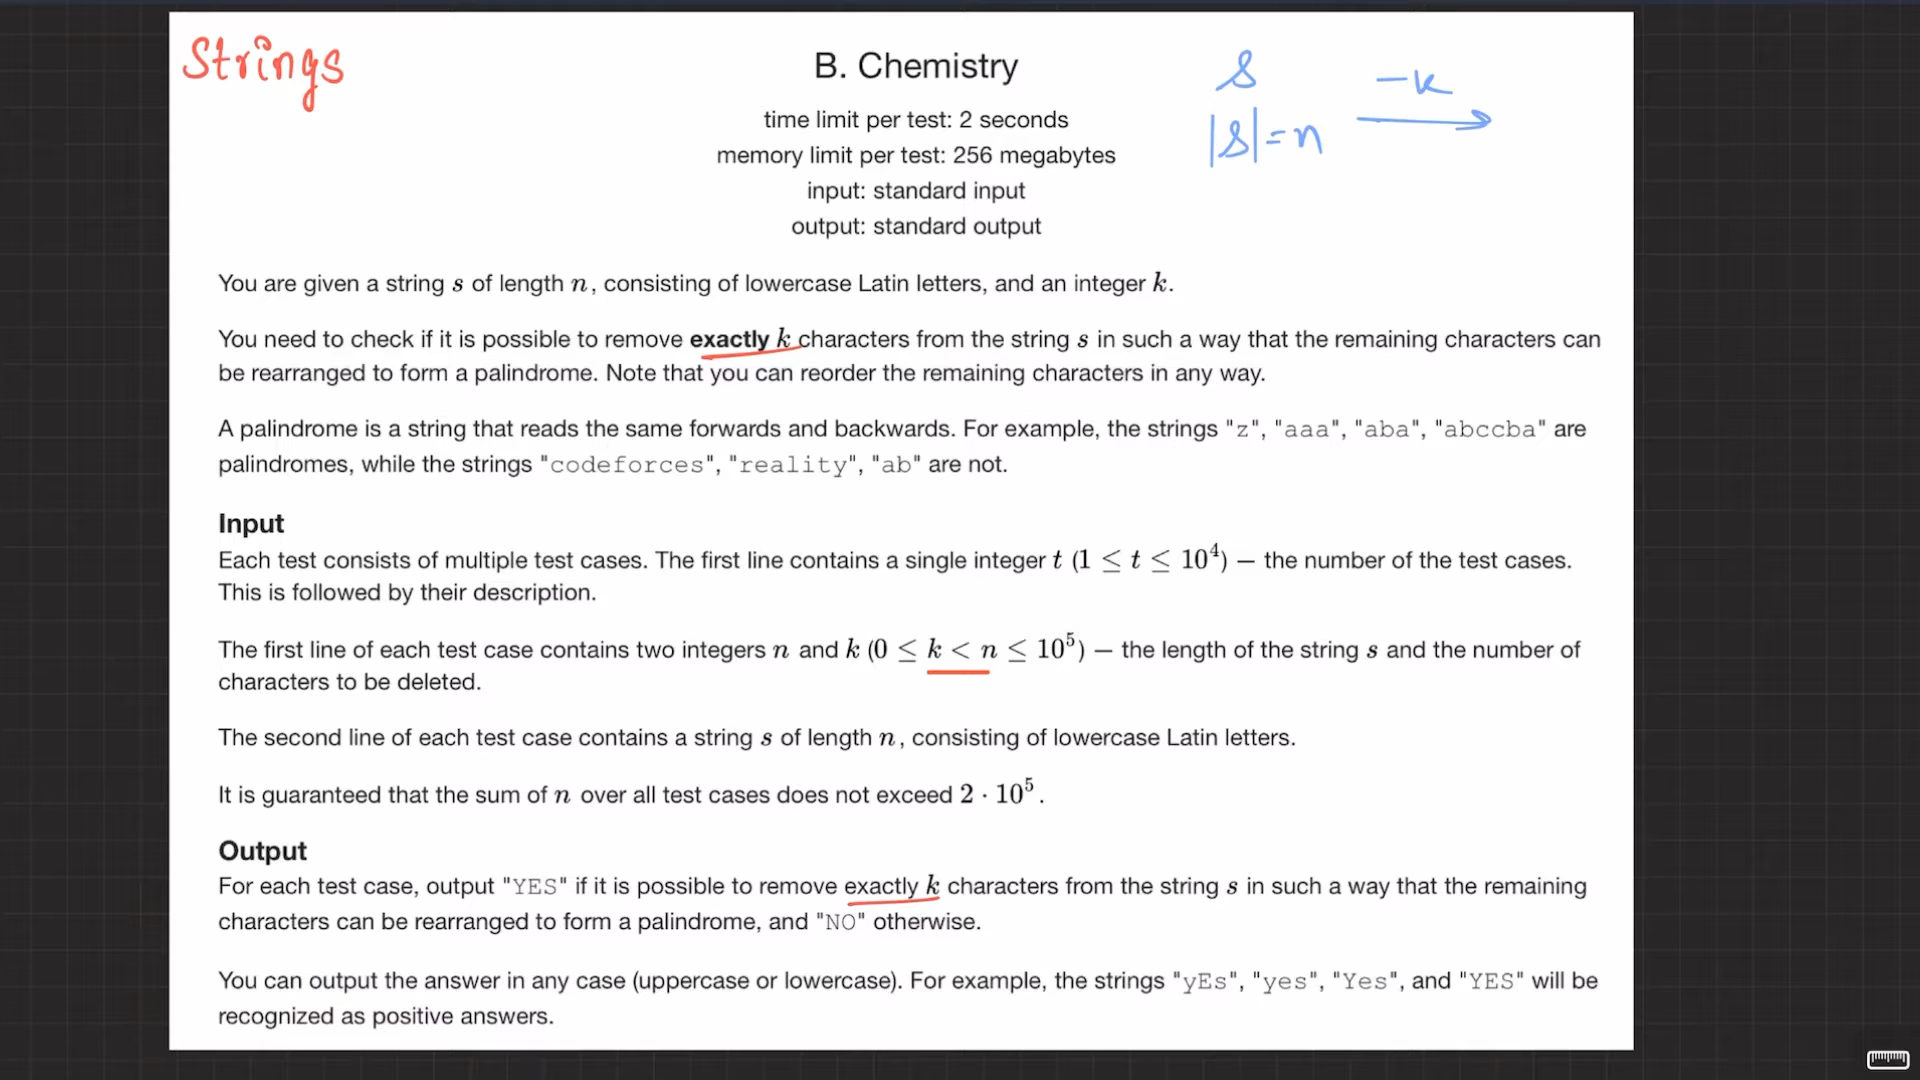 Strings
B. Chemistry
s
-k
|s|=n
time limit per test: 2 seconds
memory limit per test: 256 megabytes
input: standard input
output: standard output
You are given a string s of length n, consisting of lowercase Latin letters, and an integer k.
You need to check if it is possible to remove exactly k characters from the string s in such a way that the remaining characters can
be rearranged to form a palindrome. Note that you can reorder the remaining characters in any way.
A palindrome is a string that reads the same forwards and backwards. For example, the strings "z", "aaa", "aba", "abccba" are
palindromes, while the strings "codeforces", "reality", "ab" are not.
Input
Each test consists of multiple test cases. The first line contains a single integer t (1 ≤ t ≤ 10⁴) — the number of the test cases.
This is followed by their description.
The first line of each test case contains two integers n and k (0 ≤ k < n ≤ 10⁵) — the length of the string s and the number of
characters to be deleted.
The second line of each test case contains a string s of length n, consisting of lowercase Latin letters.
It is guaranteed that the sum of n over all test cases does not exceed 2 · 10⁵.
Output
For each test case, output "YES" if it is possible to remove exactly k characters from the string s in such a way that the remaining
characters can be rearranged to form a palindrome, and "NO" otherwise.
You can output the answer in any case (uppercase or lowercase). For example, the strings "yEs", "yes", "Yes", and "YES" will be
recognized as positive answers.